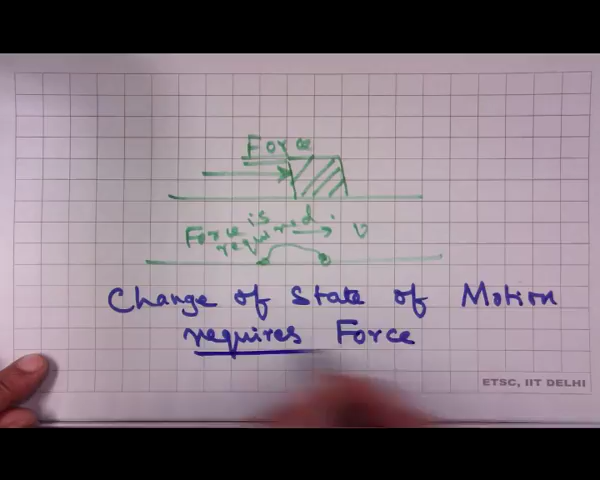 Force
Force is
required. v
Change of State of Motion
requires Force
ETSC, IIT DELHI